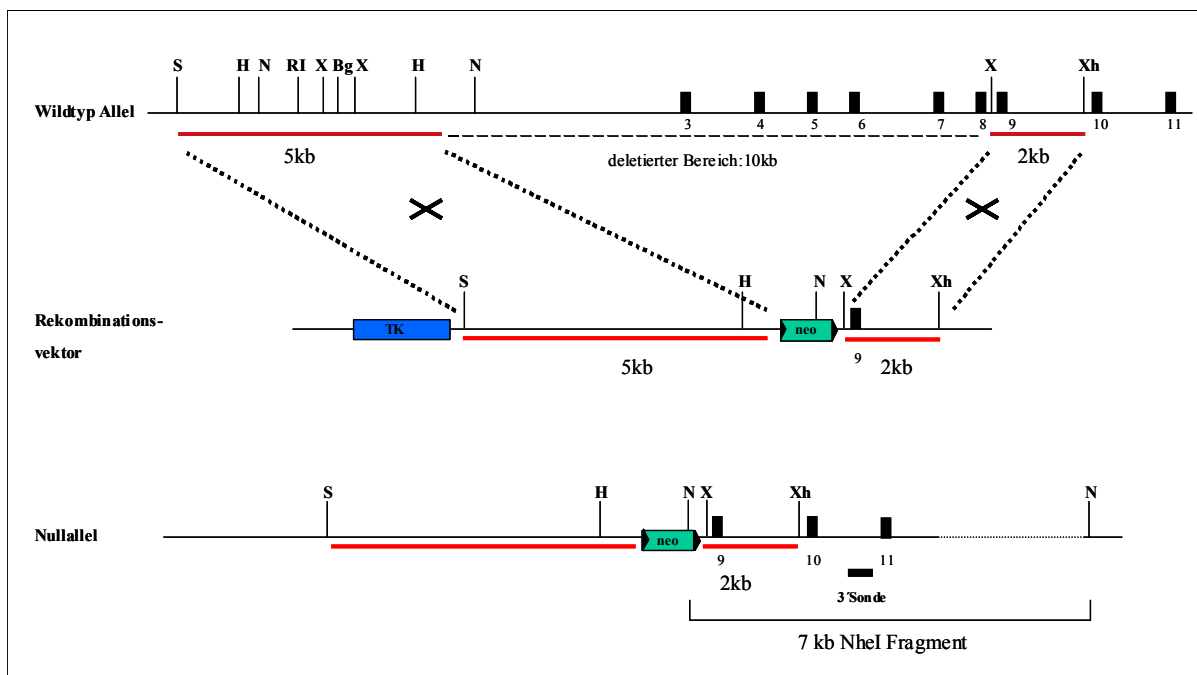 S H N RI X Bg X H N X Xh
Wildtyp Allel
3 4 5 6 7 8 9 10 11
5kb deletierter Bereich:10kb 2kb
S H N X Xh
Rekombinations-
vektor
TK neo
9
5kb 2kb
S H N X Xh N
Nullallel
neo
9 10 11
2kb
3´Sonde
7 kb NheI Fragment